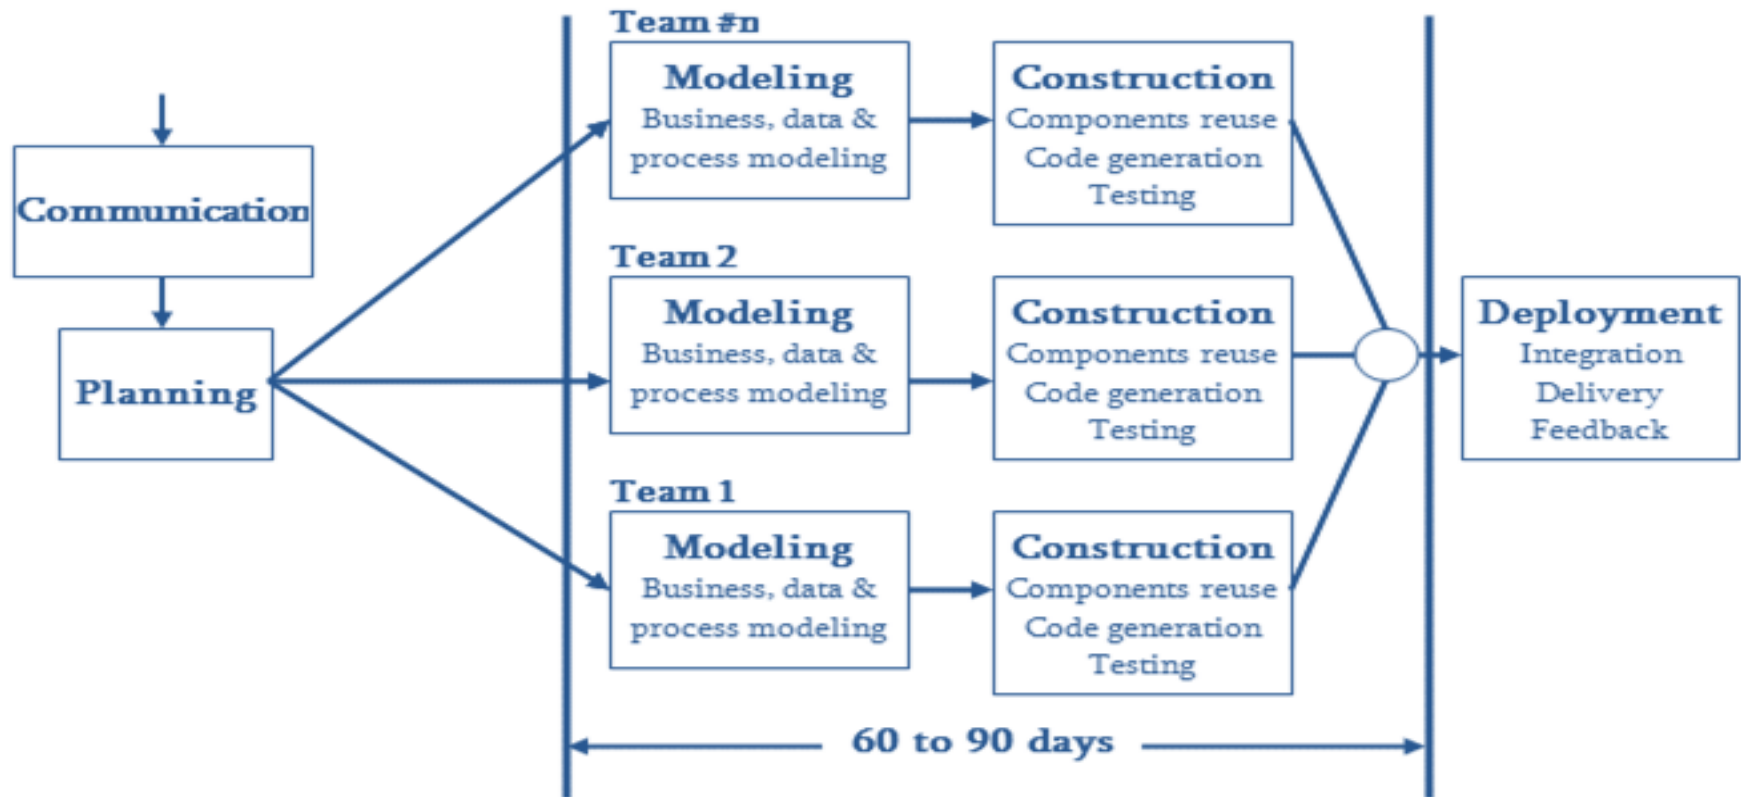 Communication
Planning
Team #n
Modeling
Business, data &
process modeling
Construction
Components reuse
Code generation
Testing
Team 2
Modeling
Business, data &
process modeling
Construction
Components reuse
Code generation
Testing
Team 1
Modeling
Business, data &
process modeling
Construction
Components reuse
Code generation
Testing
Deployment
Integration
Delivery
Feedback
60 to 90 days